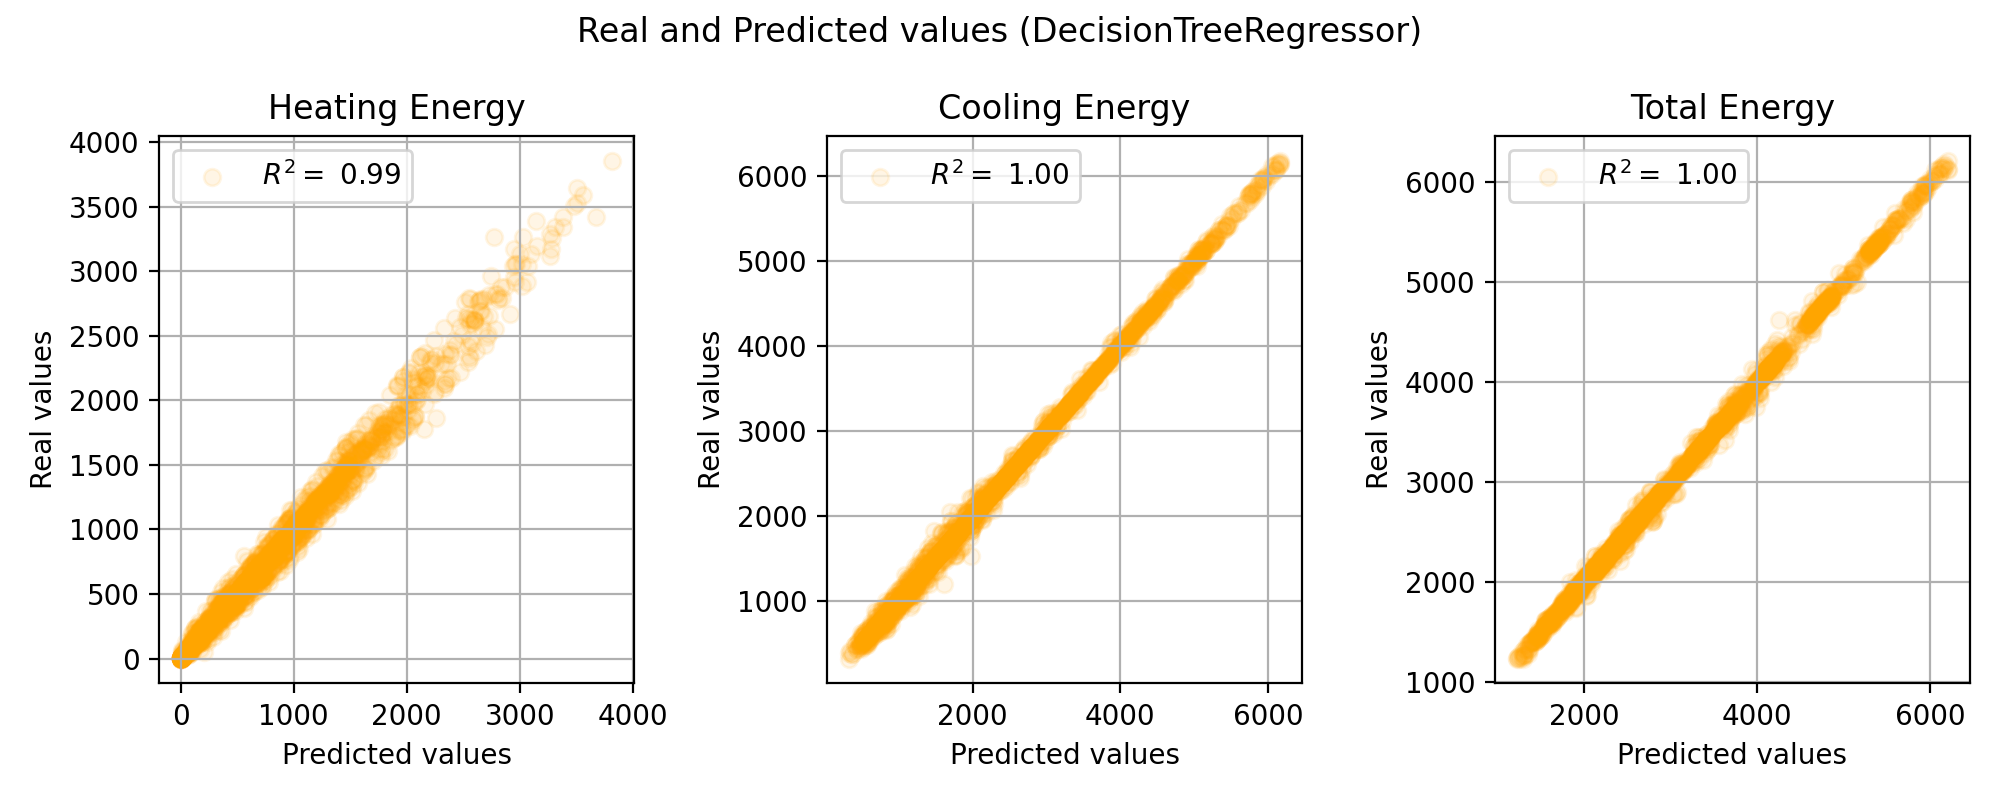 Real and Predicted values (DecisionTreeRegressor)
Heating Energy
R² = 0.99
4000
3500
3000
2500
2000
1500
1000
500
0
Real values
0 1000 2000 3000 4000
Predicted values
Cooling Energy
R² = 1.00
6000
5000
4000
3000
2000
1000
Real values
2000 4000 6000
Predicted values
Total Energy
R² = 1.00
6000
5000
4000
3000
2000
1000
Real values
2000 4000 6000
Predicted values